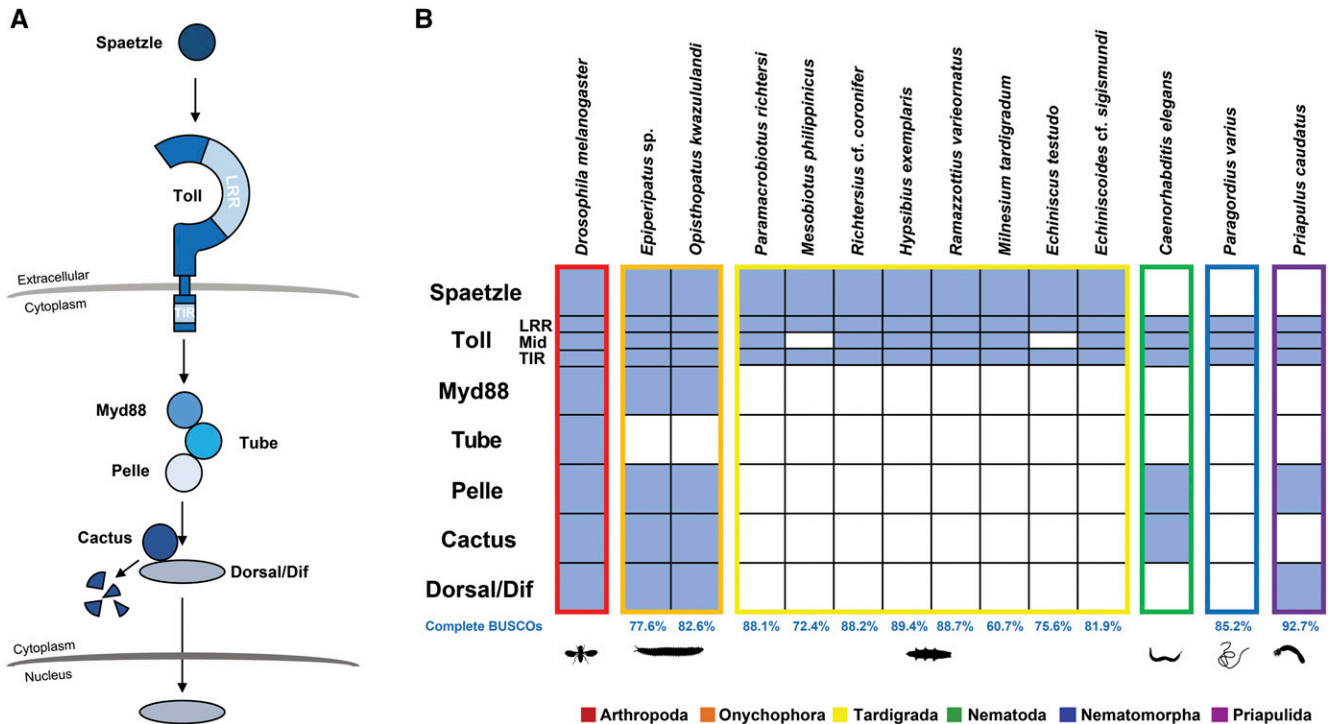 A
Spaetzle
LRR
Toll
Extracellular
Cytoplasm
TIR
Myd88
Tube
Pelle
Cactus
Dorsal/Dif
Cytoplasm
Nucleus
B
Drosophila melanogaster
Epiperipatus sp.
Opisthopatus kwazululandi
Paramacrobiotus richtersi
Mesobiotus philippinicus
Richtersius cf. coronifer
Hypsibius exemplaris
Ramazzottius varieornatus
Milnesium tardigradum
Echiniscus testudo
Echiniscoides cf. sigismundi
Caenorhabditis elegans
Paragordius varius
Priapulus caudatus
Spaetzle
Toll
LRR
Mid
TIR
Myd88
Tube
Pelle
Cactus
Dorsal/Dif
Complete BUSCOs 77.6% 82.6% 88.1% 72.4% 88.2% 89.4% 88.7% 60.7% 75.6% 81.9% 85.2% 92.7%
Arthropoda Onychophora Tardigrada Nematoda Nematomorpha Priapulida